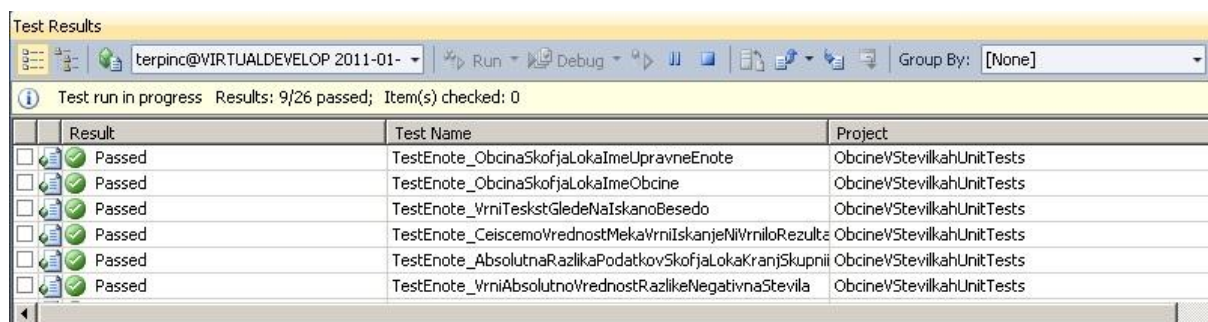 Test Results
terpinc@VIRTUALDEVELOP 2011-01- Run Debug Group By: [None]
Test run in progress Results: 9/26 passed; Item(s) checked: 0
Result Test Name Project
Passed TestEnote_ObcinaSkofjaLokaImeUpravneEnote ObcineVStevilkahUnitTests
Passed TestEnote_ObcinaSkofjaLokaImeObcine ObcineVStevilkahUnitTests
Passed TestEnote_VrniTeskstGledeNaIskanoBesedo ObcineVStevilkahUnitTests
Passed TestEnote_CeiscemoVrednostMekaVrniIskanjeNiVrniloRezulta ObcineVStevilkahUnitTests
Passed TestEnote_AbsolutnaRazlikaPodatkovSkofjaLokaKranjSkupnii ObcineVStevilkahUnitTests
Passed TestEnote_VrniAbsolutnoVrednostRazlikeNegativnaStevila ObcineVStevilkahUnitTests